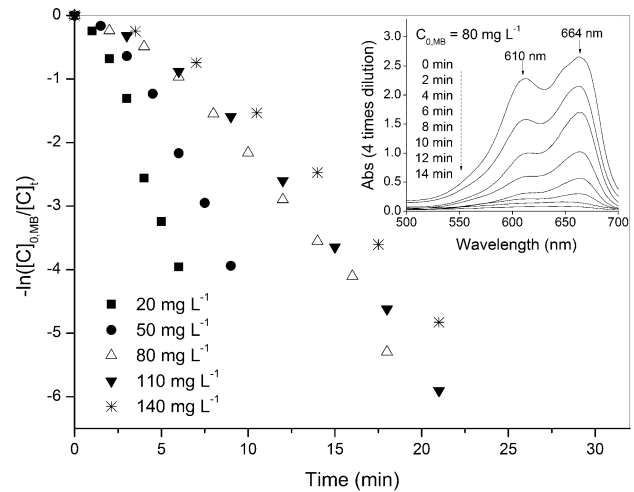 -ln([C]0,MB/[C]t)
0
-1
-2
-3
-4
-5
-6
0
5
10
15
20
25
30
Time (min)
20 mg L-1
50 mg L-1
80 mg L-1
110 mg L-1
140 mg L-1
Abs (4 times dilution)
3.0
2.5
2.0
1.5
1.0
0.5
0.0
500
550
600
650
700
Wavelength (nm)
C0,MB = 80 mg L-1
664 nm
610 nm
0 min
2 min
4 min
6 min
8 min
10 min
12 min
14 min